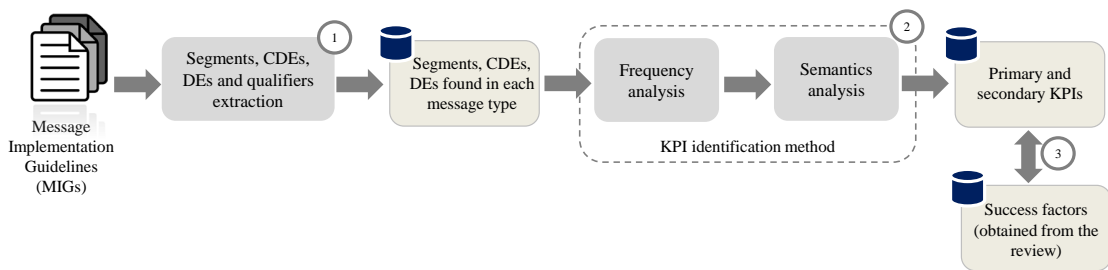 Message
Implementation
Guidelines
(MIGs)
1
Segments, CDEs,
DEs and qualifiers
extraction
Segments, CDEs,
DEs found in each
message type
2
Frequency
analysis
Semantics
analysis
KPI identification method
Primary and
secondary KPIs
3
Success factors
(obtained from the
review)